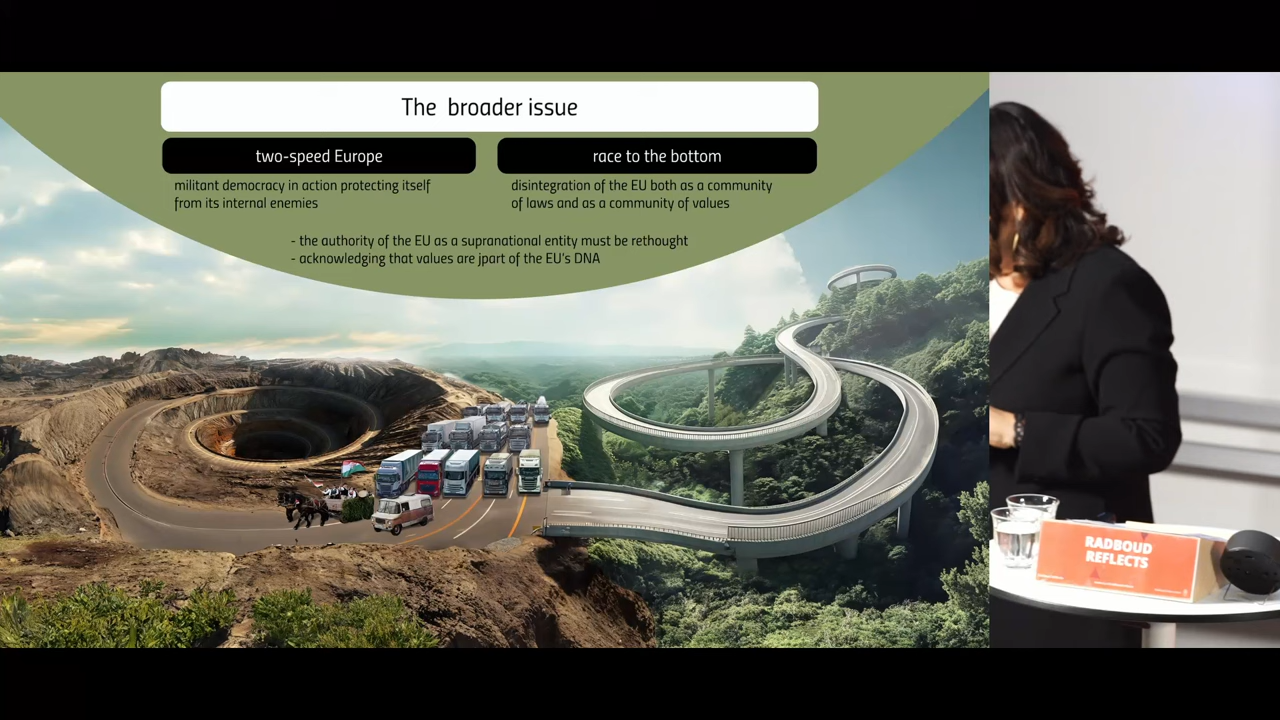 The broader issue
two-speed Europe
race to the bottom
militant democracy in action protecting itself
from its internal enemies
disintegration of the EU both as a community
of laws and as a community of values
- the authority of the EU as a supranational entity must be rethought
- acknowledging that values are jpart of the EU's DNA
RADBOUD
REFLECTS